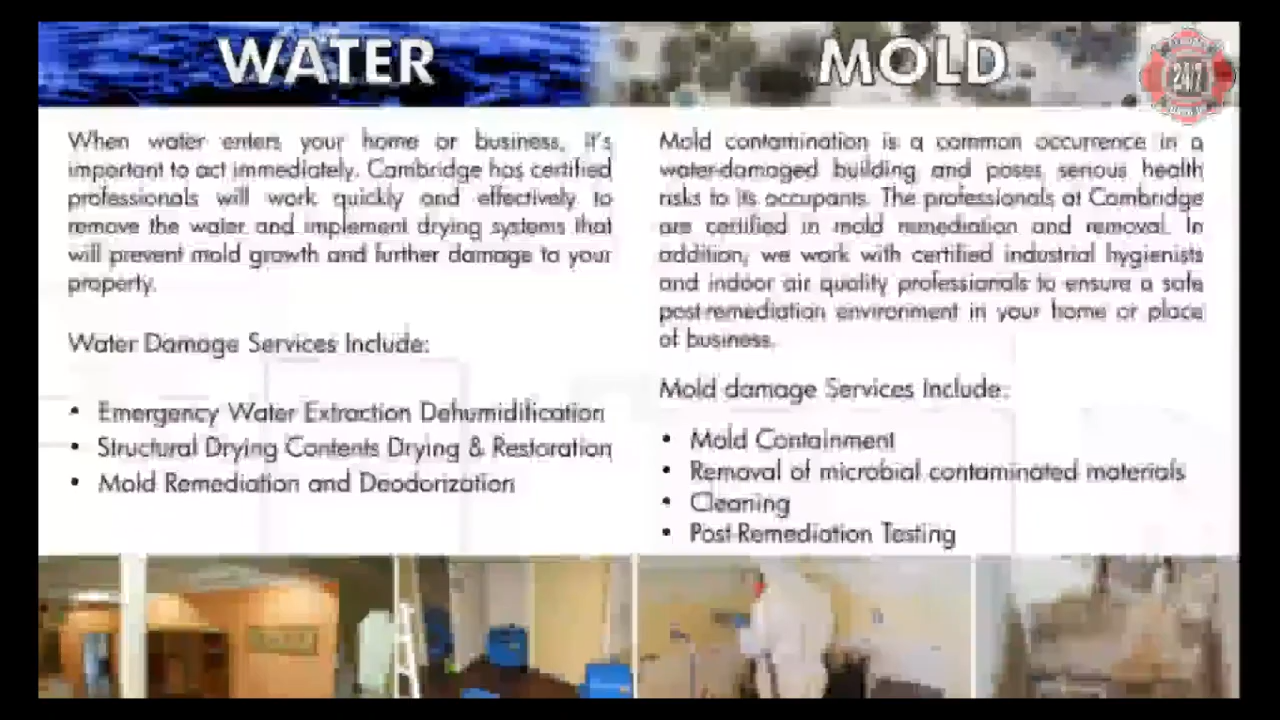 WATER
When water enters your home or business, it's
important to act immediately. Cambridge has certified
professionals will work quickly and effectively to
remove the water and implement drying systems that
will prevent mold growth and further damage to your
property.
Water Damage Services Include:
• Emergency Water Extraction Dehumidification
• Structural Drying Contents Drying & Restoration
• Mold Remediation and Deodorization
MOLD
24/7
Mold contamination is a common occurrence in a
water-damaged building and poses serious health
risks to its occupants. The professionals at Cambridge
are certified in mold remediation and removal. In
addition, we work with certified industrial hygienists
and indoor air quality professionals to ensure a safe
post-remediation environment in your home or place
of business.
Mold damage Services Include:
• Mold Containment
• Removal of microbial contaminated materials
• Cleaning
• Post-Remediation Testing